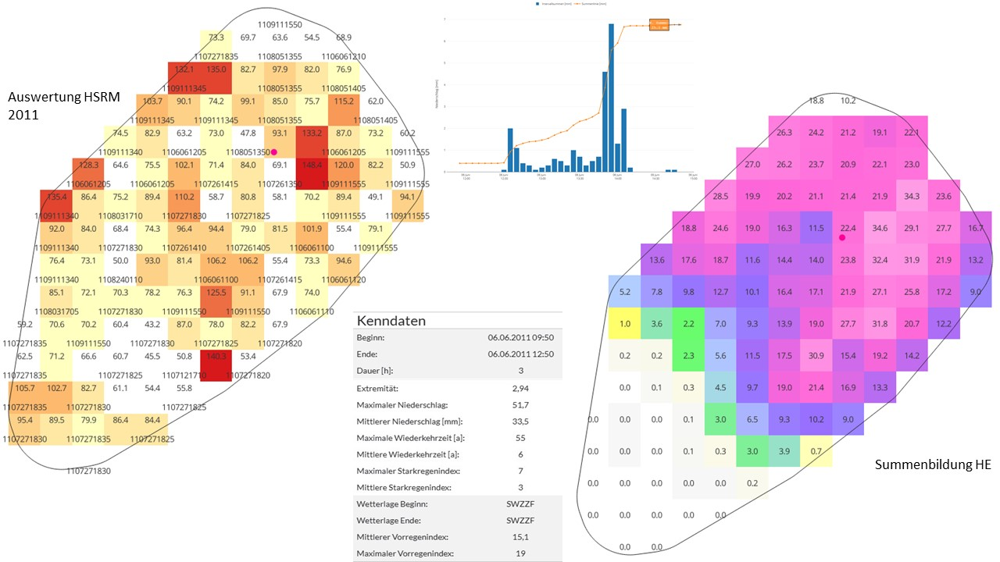 Auswertung HSRM
2011
1109111550
73.3 69.7 63.6 54.5 68.9
1107271835 1108051355 1106061210
132.1 135.0 82.7 97.9 82.0 76.9
1109111345 1108051355 1108051405
103.7 90.1 74.2 99.1 85.0 75.7 115.2 62.0
1109111345 1109111345 1108051355 1108051405
74.5 82.9 63.2 73.0 47.8 93.1 133.2 87.0 73.2 60.2
1109111340 1106061205 1108051350 1106061205 1109111555
128.3 64.6 75.5 102.1 71.4 84.0 69.1 148.4 120.0 82.2 50.9
1106061205 1106061205 1107261415 1107261350 1109111555 1109111555
135.4 86.4 75.2 89.4 110.2 58.7 80.8 58.1 70.2 89.4 49.1 94.1
1109111340 1108031710 1107271830 1107271825 1109111555 1109111555
92.0 84.0 68.4 74.3 96.4 94.4 79.0 81.5 101.9 55.4 79.1
1109111340 1107271830 1107261410 1107261405 1106061100 1109111555
76.4 73.1 50.0 93.0 81.4 106.2 106.2 55.4 73.3 94.6
1109111340 1108240110 1106061100 1107261415 1106061120
85.1 72.1 70.3 78.2 76.3 125.5 91.1 67.9 74.0
1108031705 1107271830 1109111550 1109111550 1106061110
59.2 70.6 70.2 60.4 43.2 87.0 78.0 82.2 67.9
1107271835 1109111550 1107271830 1107271825 1107271820
62.5 71.2 66.6 60.7 45.5 50.8 140.3 53.4
1107271835 1107271825 1107121710 1107271820
105.7 102.7 82.7 61.1 54.4 55.8
1107271835 1107271830 1107271825
95.4 89.5 79.9 86.4 84.4
1107271830 1107271835 1107271825
1107271830
Intervallsummen [mm] Summenlinie [mm]
Niederschlag [mm]
7
6
5
4
3
2
1
0
Kenndaten
Beginn: 06.06.2011 09:50
Ende: 06.06.2011 12:50
Dauer [h]: 3
Extremität: 2,94
Maximaler Niederschlag: 51,7
Mittlerer Niederschlag [mm]: 33,5
Maximale Wiederkehrzeit [a]: 55
Mittlere Wiederkehrzeit [a]: 6
Maximaler Starkregenindex: 7
Mittlere Starkregenindex: 3
Wetterlage Beginn: SWZZF
Wetterlage Ende: SWZZF
Mittlerer Vorregenindex: 15,1
Maximaler Vorregenindex: 19
18.8 10.2
26.3 24.2 21.2 19.1 22.1
27.0 26.2 23.7 20.9 22.1 23.0
28.5 19.9 20.2 21.1 21.4 21.9 34.3 23.6
18.8 24.6 19.0 16.3 11.5 22.4 34.6 29.1 27.7 16.7
13.6 17.6 18.7 11.6 14.4 14.0 23.8 32.4 31.9 21.9 13.2
5.2 7.8 9.8 12.7 10.1 16.4 17.1 21.9 27.1 25.8 17.2 9.0
1.0 3.6 2.2 7.0 9.3 13.9 19.0 27.7 31.8 20.7 12.2
0.2 0.2 2.3 5.6 11.5 17.5 30.9 15.4 19.2 14.2
0.0 0.1 0.3 4.5 9.7 19.0 21.4 16.9 13.3
0.0 0.0 0.0 0.1 3.0 6.5 9.3 10.2 9.0
0.0 0.0 0.0 0.1 0.3 3.0 3.9 0.7
0.0 0.0 0.0 0.0 0.0 0.2
0.0 0.0 0.0 0.0 0.0
0.0 0.0
Summenbildung HE